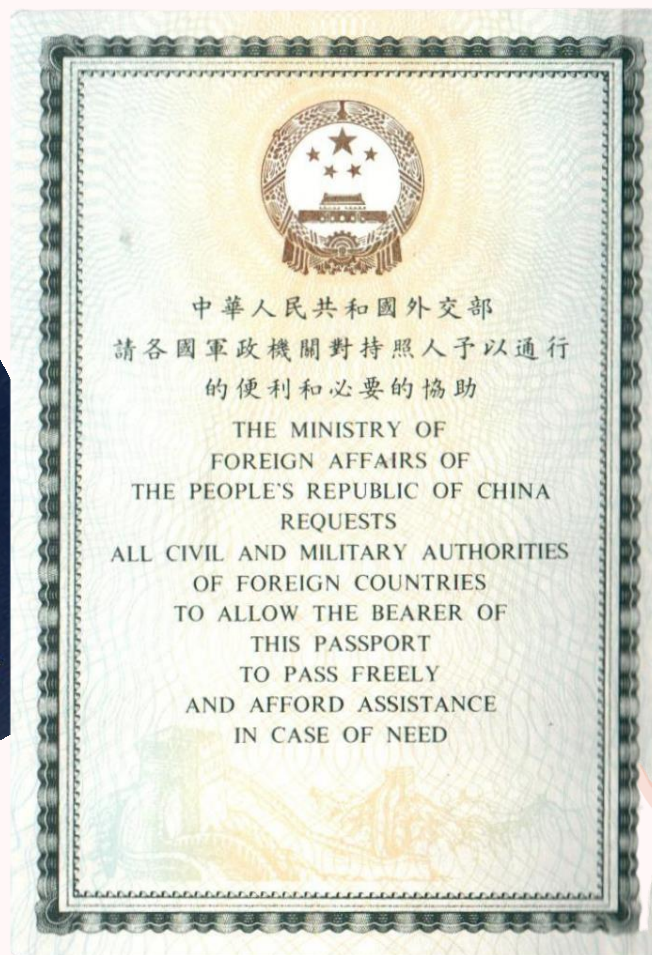 中華人民共和國外交部
請各國軍政機關對持照人予以通行
的便利和必要的協助
THE MINISTRY OF
FOREIGN AFFAIRS OF
THE PEOPLE'S REPUBLIC OF CHINA
REQUESTS
ALL CIVIL AND MILITARY AUTHORITIES
OF FOREIGN COUNTRIES
TO ALLOW THE BEARER OF
THIS PASSPORT
TO PASS FREELY
AND AFFORD ASSISTANCE
IN CASE OF NEED